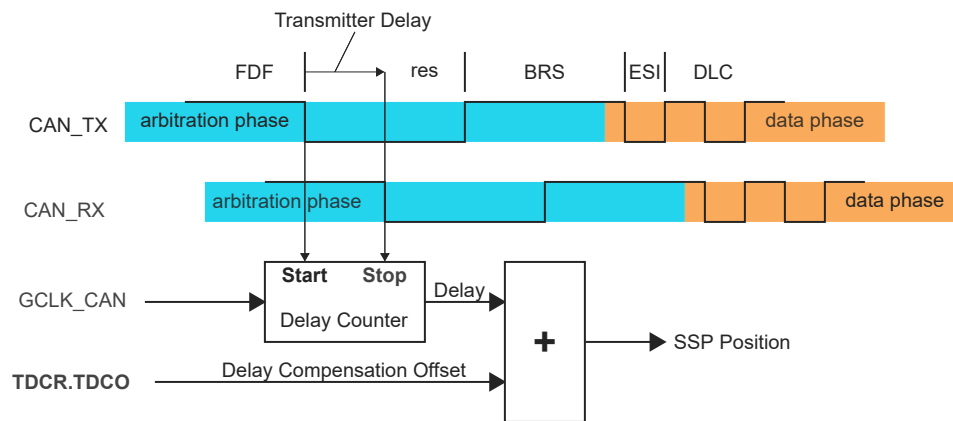 Transmitter Delay
FDF res BRS ESI DLC
CAN_TX arbitration phase data phase
CAN_RX arbitration phase data phase
Start Stop
GCLK_CAN Delay Counter Delay
+ SSP Position
TDCR.TDCO Delay Compensation Offset